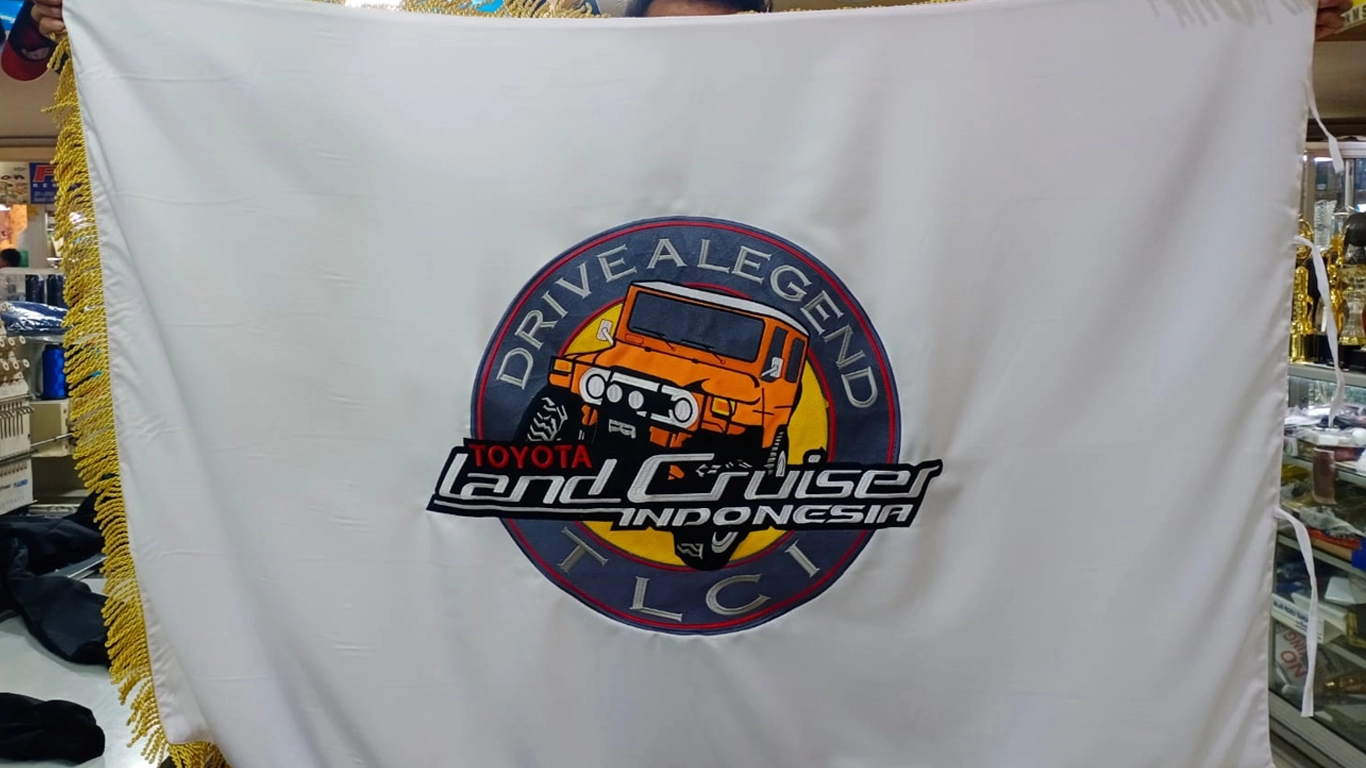 DRIVE A LEGEND
TOYOTA
Land Cruiser
INDONESIA
TLCI